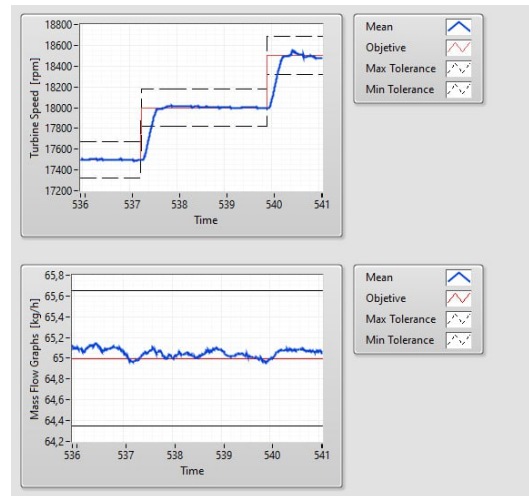 18800
18600
18400
18200
18000
17800
17600
17400
17200
Turbine Speed [rpm]
536 537 538 539 540 541
Time
Mean
Objetive
Max Tolerance
Min Tolerance
65,8
65,6
65,4
65,2
65
64,8
64,6
64,4
64,2
Mass Flow Graphs [kg/h]
536 537 538 539 540 541
Time
Mean
Objetive
Max Tolerance
Min Tolerance